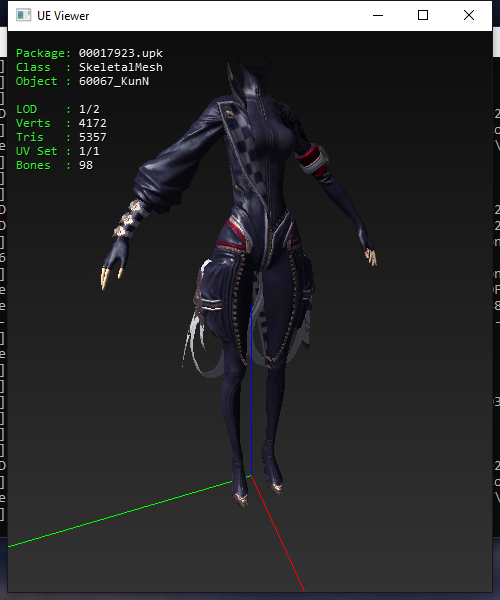 UE Viewer
Package: 00017923.upk
Class : SkeletalMesh
Object : 60067_KunN
LOD : 1/2
Verts : 4172
Tris : 5357
UV Set : 1/1
Bones : 98